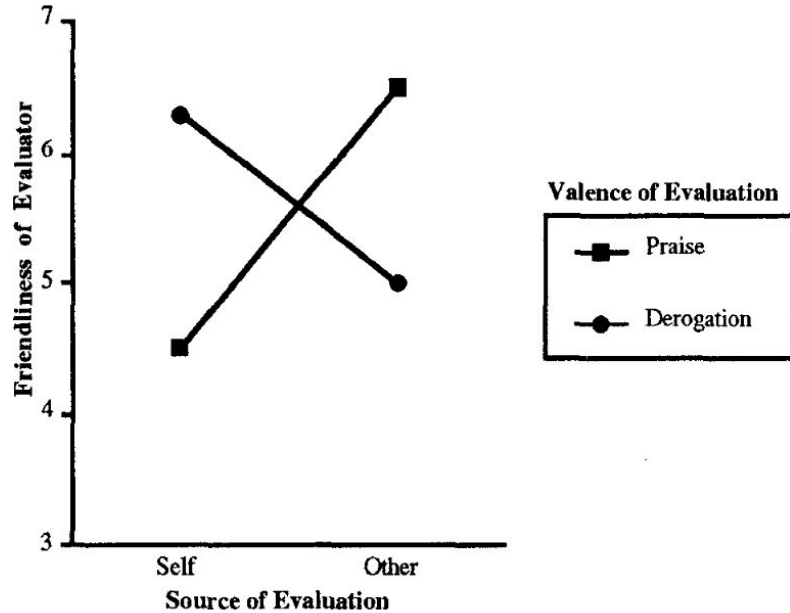 7
6
5
4
3
Friendliness of Evaluator
Self
Other
Source of Evaluation
Valence of Evaluation
Praise
Derogation